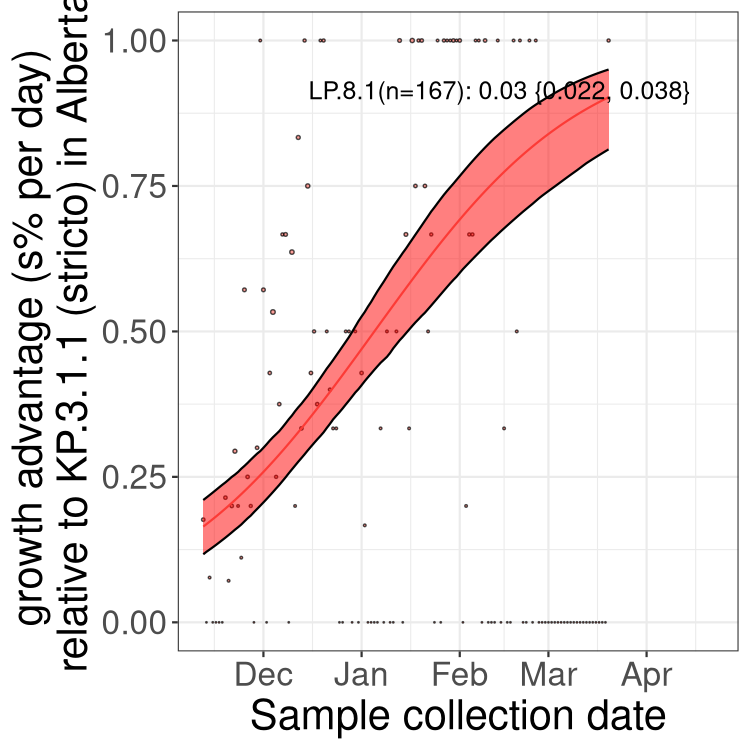 growth advantage (s% per day)
relative to KP.3.1.1 (stricto) in Alberta
1.00
0.75
0.50
0.25
0.00
LP.8.1(n=167): 0.03 {0.022, 0.038}
Dec Jan Feb Mar Apr
Sample collection date